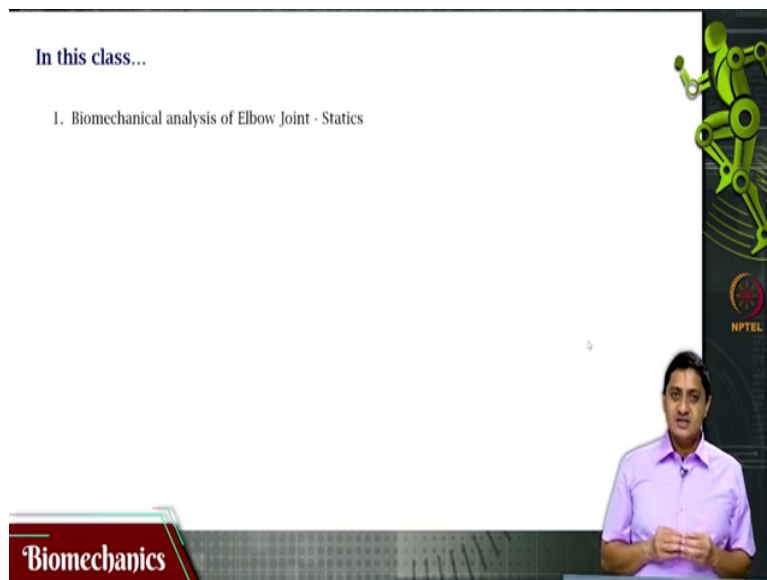 In this class...
1. Biomechanical analysis of Elbow Joint - Statics
NPTEL
Biomechanics